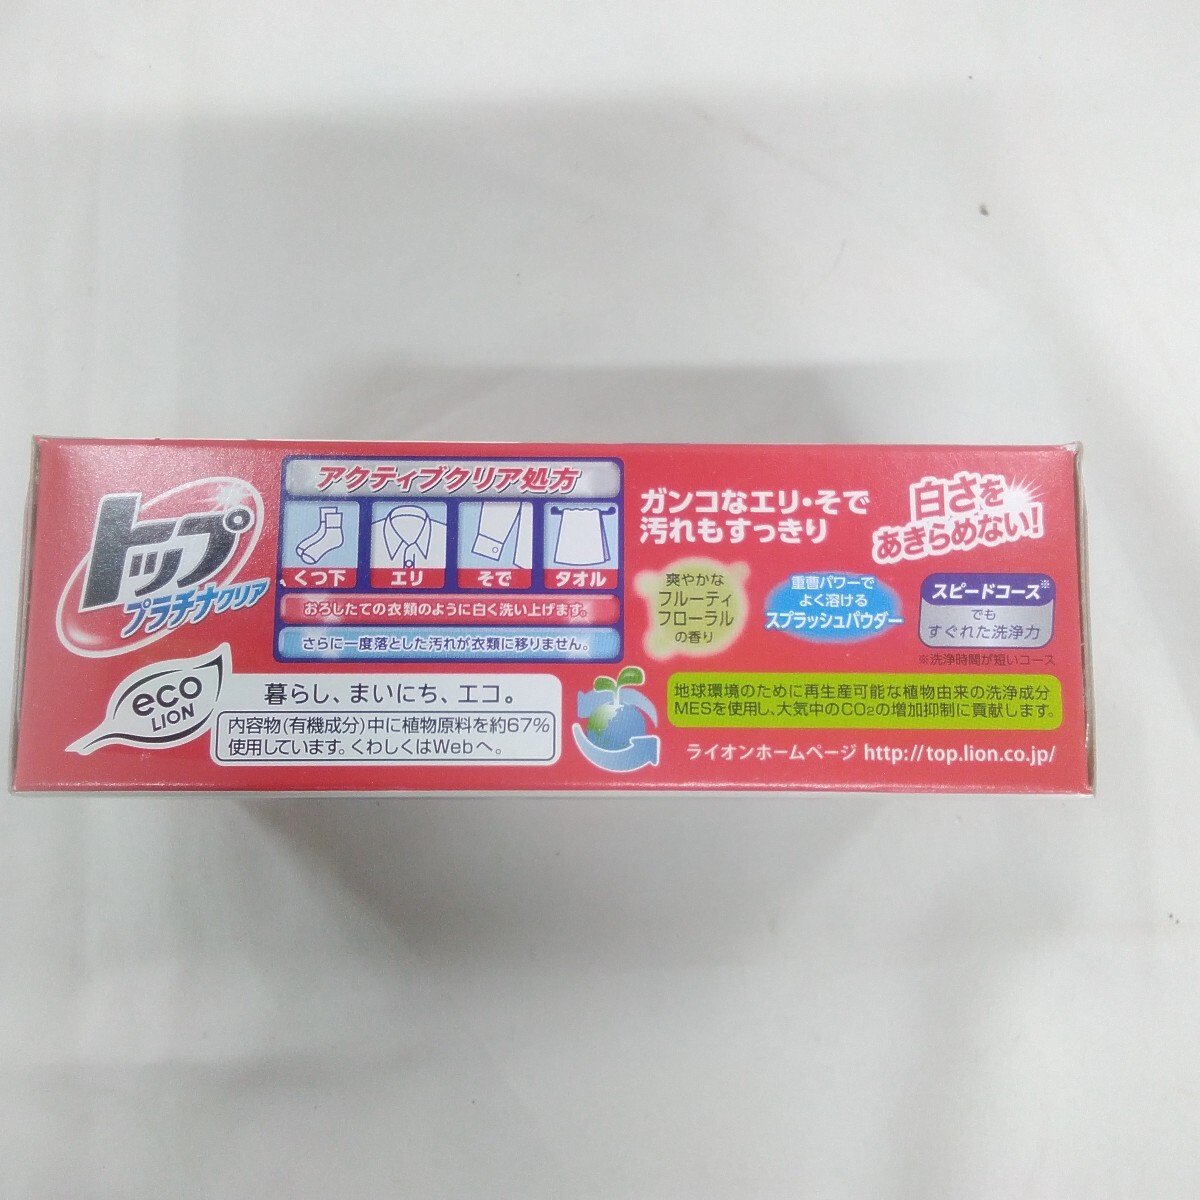 トップ
プラチナクリア
アクティブクリア処方
くつ下 エリ そで タオル
おろしたての衣類のように白く洗い上げます。
さらに一度落とした汚れが衣類に移りません。
ガンコなエリ・そで
汚れもすっきり
白さを
あきらめない!
爽やかな
フルーティ
フローラル
の香り
重曹パワーで
よく溶ける
スプラッシュパウダー
スピードコース※
でも
すぐれた洗浄力
※洗浄時間が短いコース
eco
LION
暮らし、まいにち、エコ。
内容物(有機成分)中に植物原料を約67%
使用しています。くわしくはWebへ。
地球環境のために再生産可能な植物由来の洗浄成分
MESを使用し、大気中のCO₂の増加抑制に貢献します。
ライオンホームページ http://top.lion.co.jp/